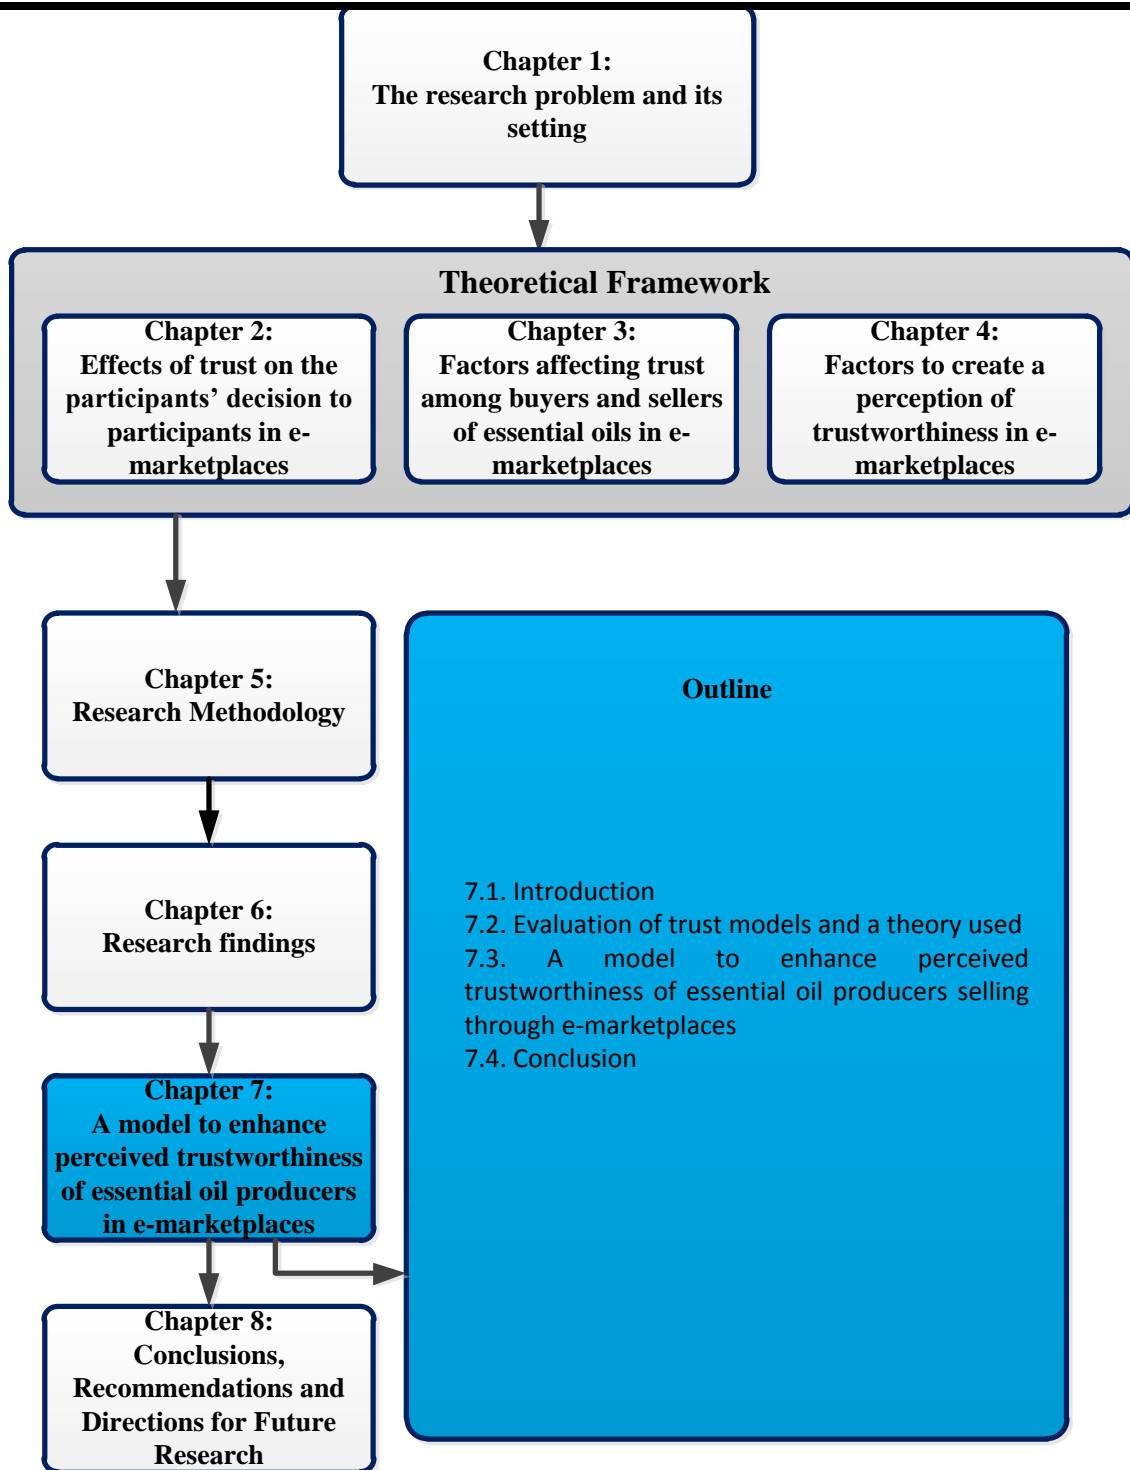 Chapter 1:
The research problem and its
setting
Theoretical Framework
Chapter 2:
Effects of trust on the
participants’ decision to
participants in e-
marketplaces
Chapter 3:
Factors affecting trust
among buyers and sellers
of essential oils in e-
marketplaces
Chapter 4:
Factors to create a
perception of
trustworthiness in e-
marketplaces
Chapter 5:
Research Methodology
Chapter 6:
Research findings
Chapter 7:
A model to enhance
perceived trustworthiness
of essential oil producers
in e-marketplaces
Chapter 8:
Conclusions,
Recommendations and
Directions for Future
Research
Outline
7.1. Introduction
7.2. Evaluation of trust models and a theory used
7.3. A model to enhance perceived
trustworthiness of essential oil producers selling
through e-marketplaces
7.4. Conclusion